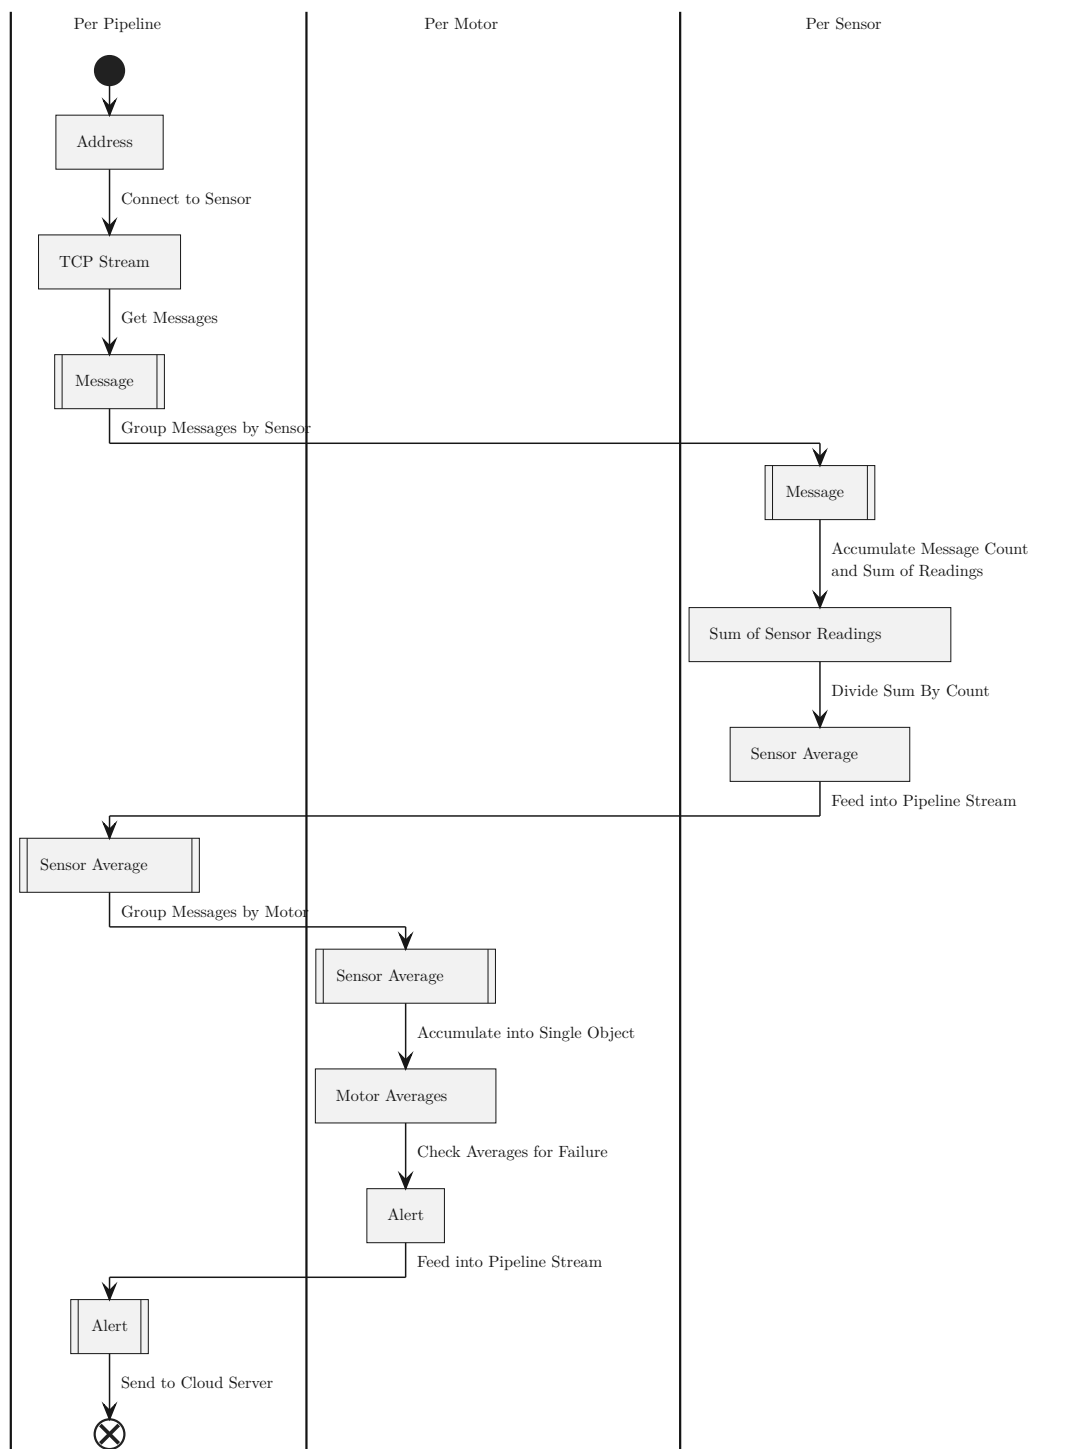 Per Pipeline
Per Motor
Per Sensor
Address
Connect to Sensor
TCP Stream
Get Messages
Message
Group Messages by Sensor
Message
Accumulate Message Count
and Sum of Readings
Sum of Sensor Readings
Divide Sum By Count
Sensor Average
Feed into Pipeline Stream
Sensor Average
Group Messages by Motor
Sensor Average
Accumulate into Single Object
Motor Averages
Check Averages for Failure
Alert
Feed into Pipeline Stream
Alert
Send to Cloud Server